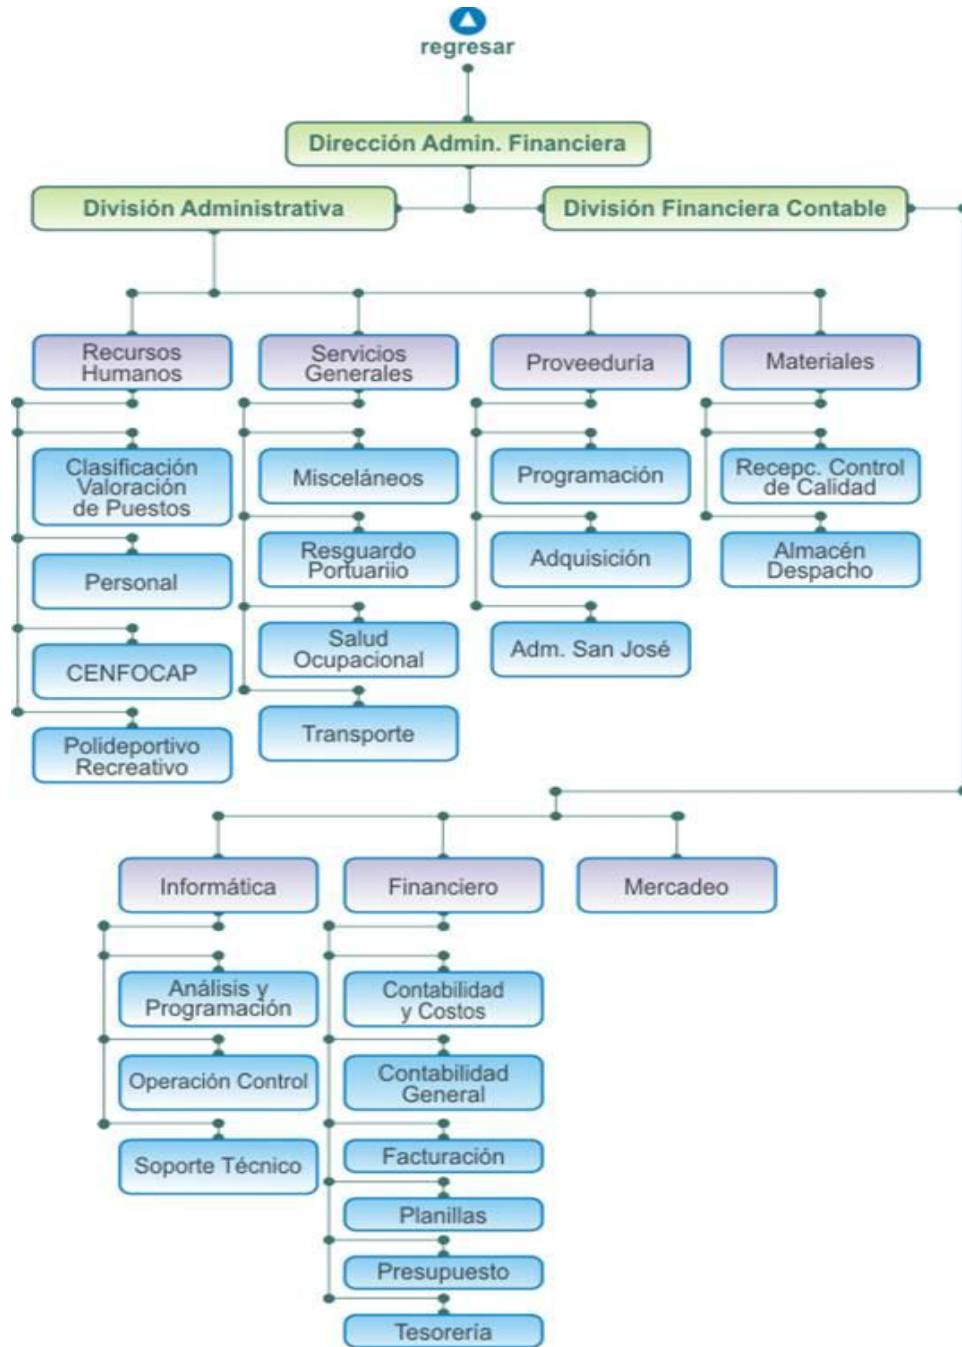 regresar
Dirección Admin. Financiera
División Administrativa
División Financiera Contable
Recursos
Humanos
Servicios
Generales
Proveeduría
Materiales
Clasificación
Valoración
de Puestos
Misceláneos
Programación
Recepc. Control
de Calidad
Personal
Resguardo
Portuariio
Adquisición
Almacén
Despacho
CENFOCAP
Salud
Ocupacional
Adm. San José
Polideportivo
Recreativo
Transporte
Informática
Financiero
Mercadeo
Análisis y
Programación
Contabilidad
y Costos
Operación Control
Contabilidad
General
Soporte Técnico
Facturación
Planillas
Presupuesto
Tesorería